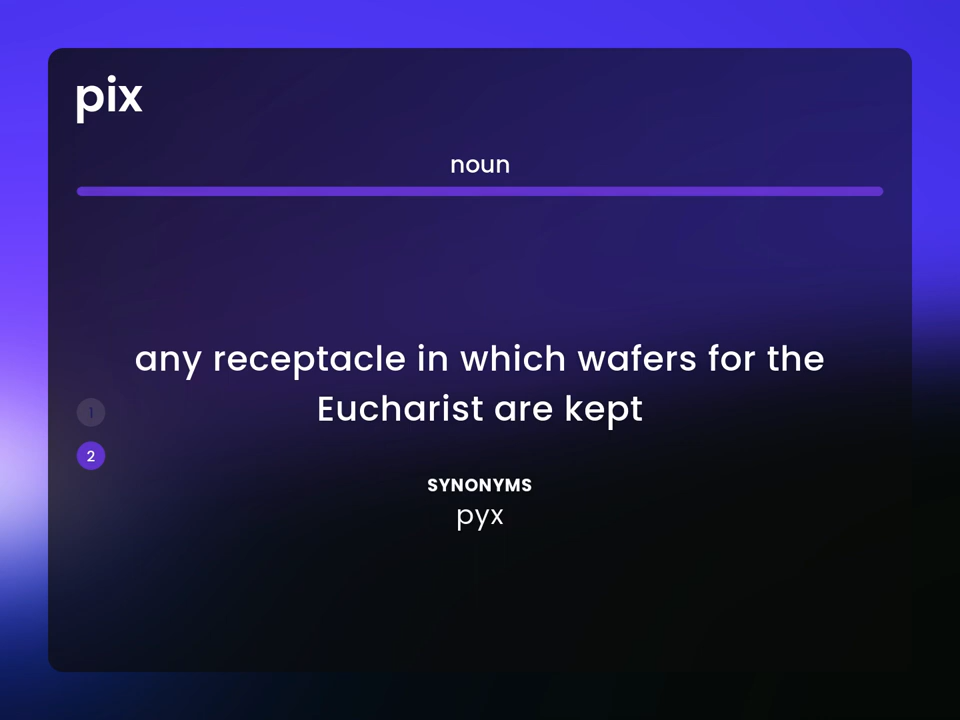 pix
noun
any receptacle in which wafers for the
Eucharist are kept
1
2
SYNONYMS
pyx